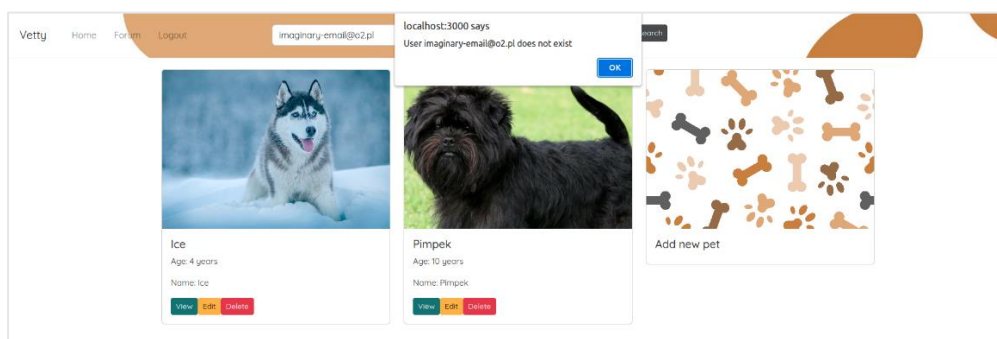 localhost:3000 says
User imaginary-email@o2.pl does not exist
OK
Vetty Home Forum Logout imaginary-email@o2.pl
Ice
Age: 4 years
Name: Ice
View Edit Delete
Pimpek
Age: 10 years
Name: Pimpek
View Edit Delete
Add new pet